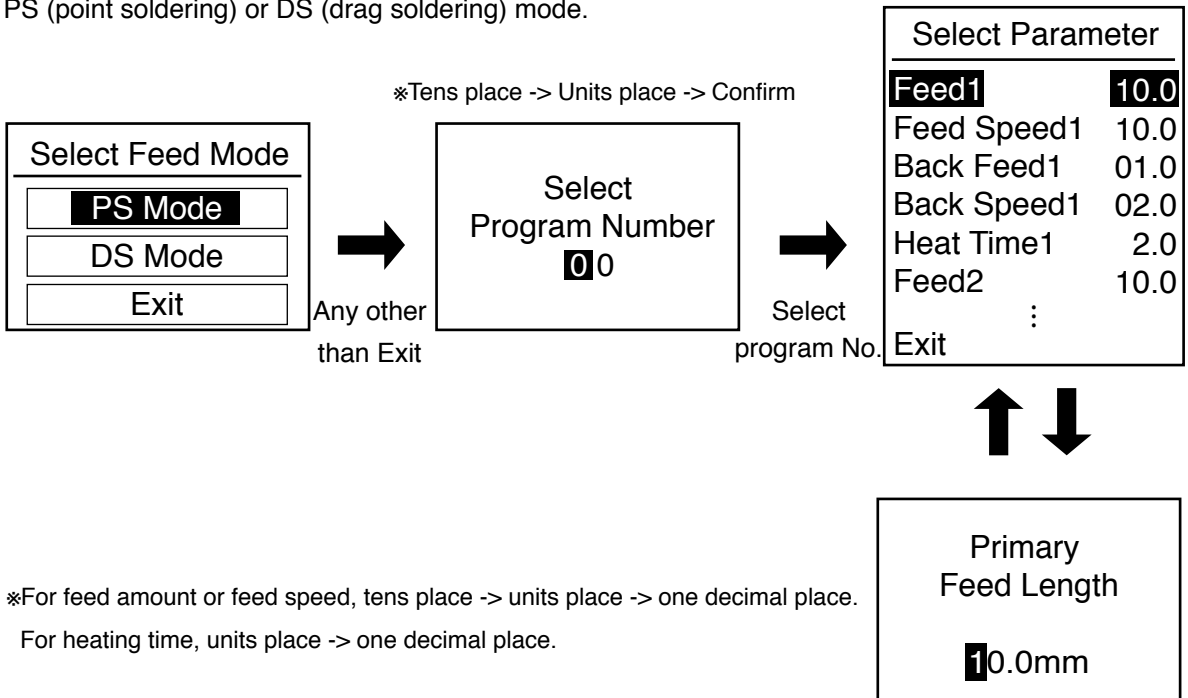 PS (point soldering) or DS (drag soldering) mode.
※Tens place -> Units place -> Confirm
Select Feed Mode
PS Mode
DS Mode
Exit
Any other
than Exit
Select
Program Number
00
Select
program No.
Select Parameter
Feed1 10.0
Feed Speed1 10.0
Back Feed1 01.0
Back Speed1 02.0
Heat Time1 2.0
Feed2 10.0
⋮
Exit
Primary
Feed Length
10.0mm
※For feed amount or feed speed, tens place -> units place -> one decimal place.
For heating time, units place -> one decimal place.